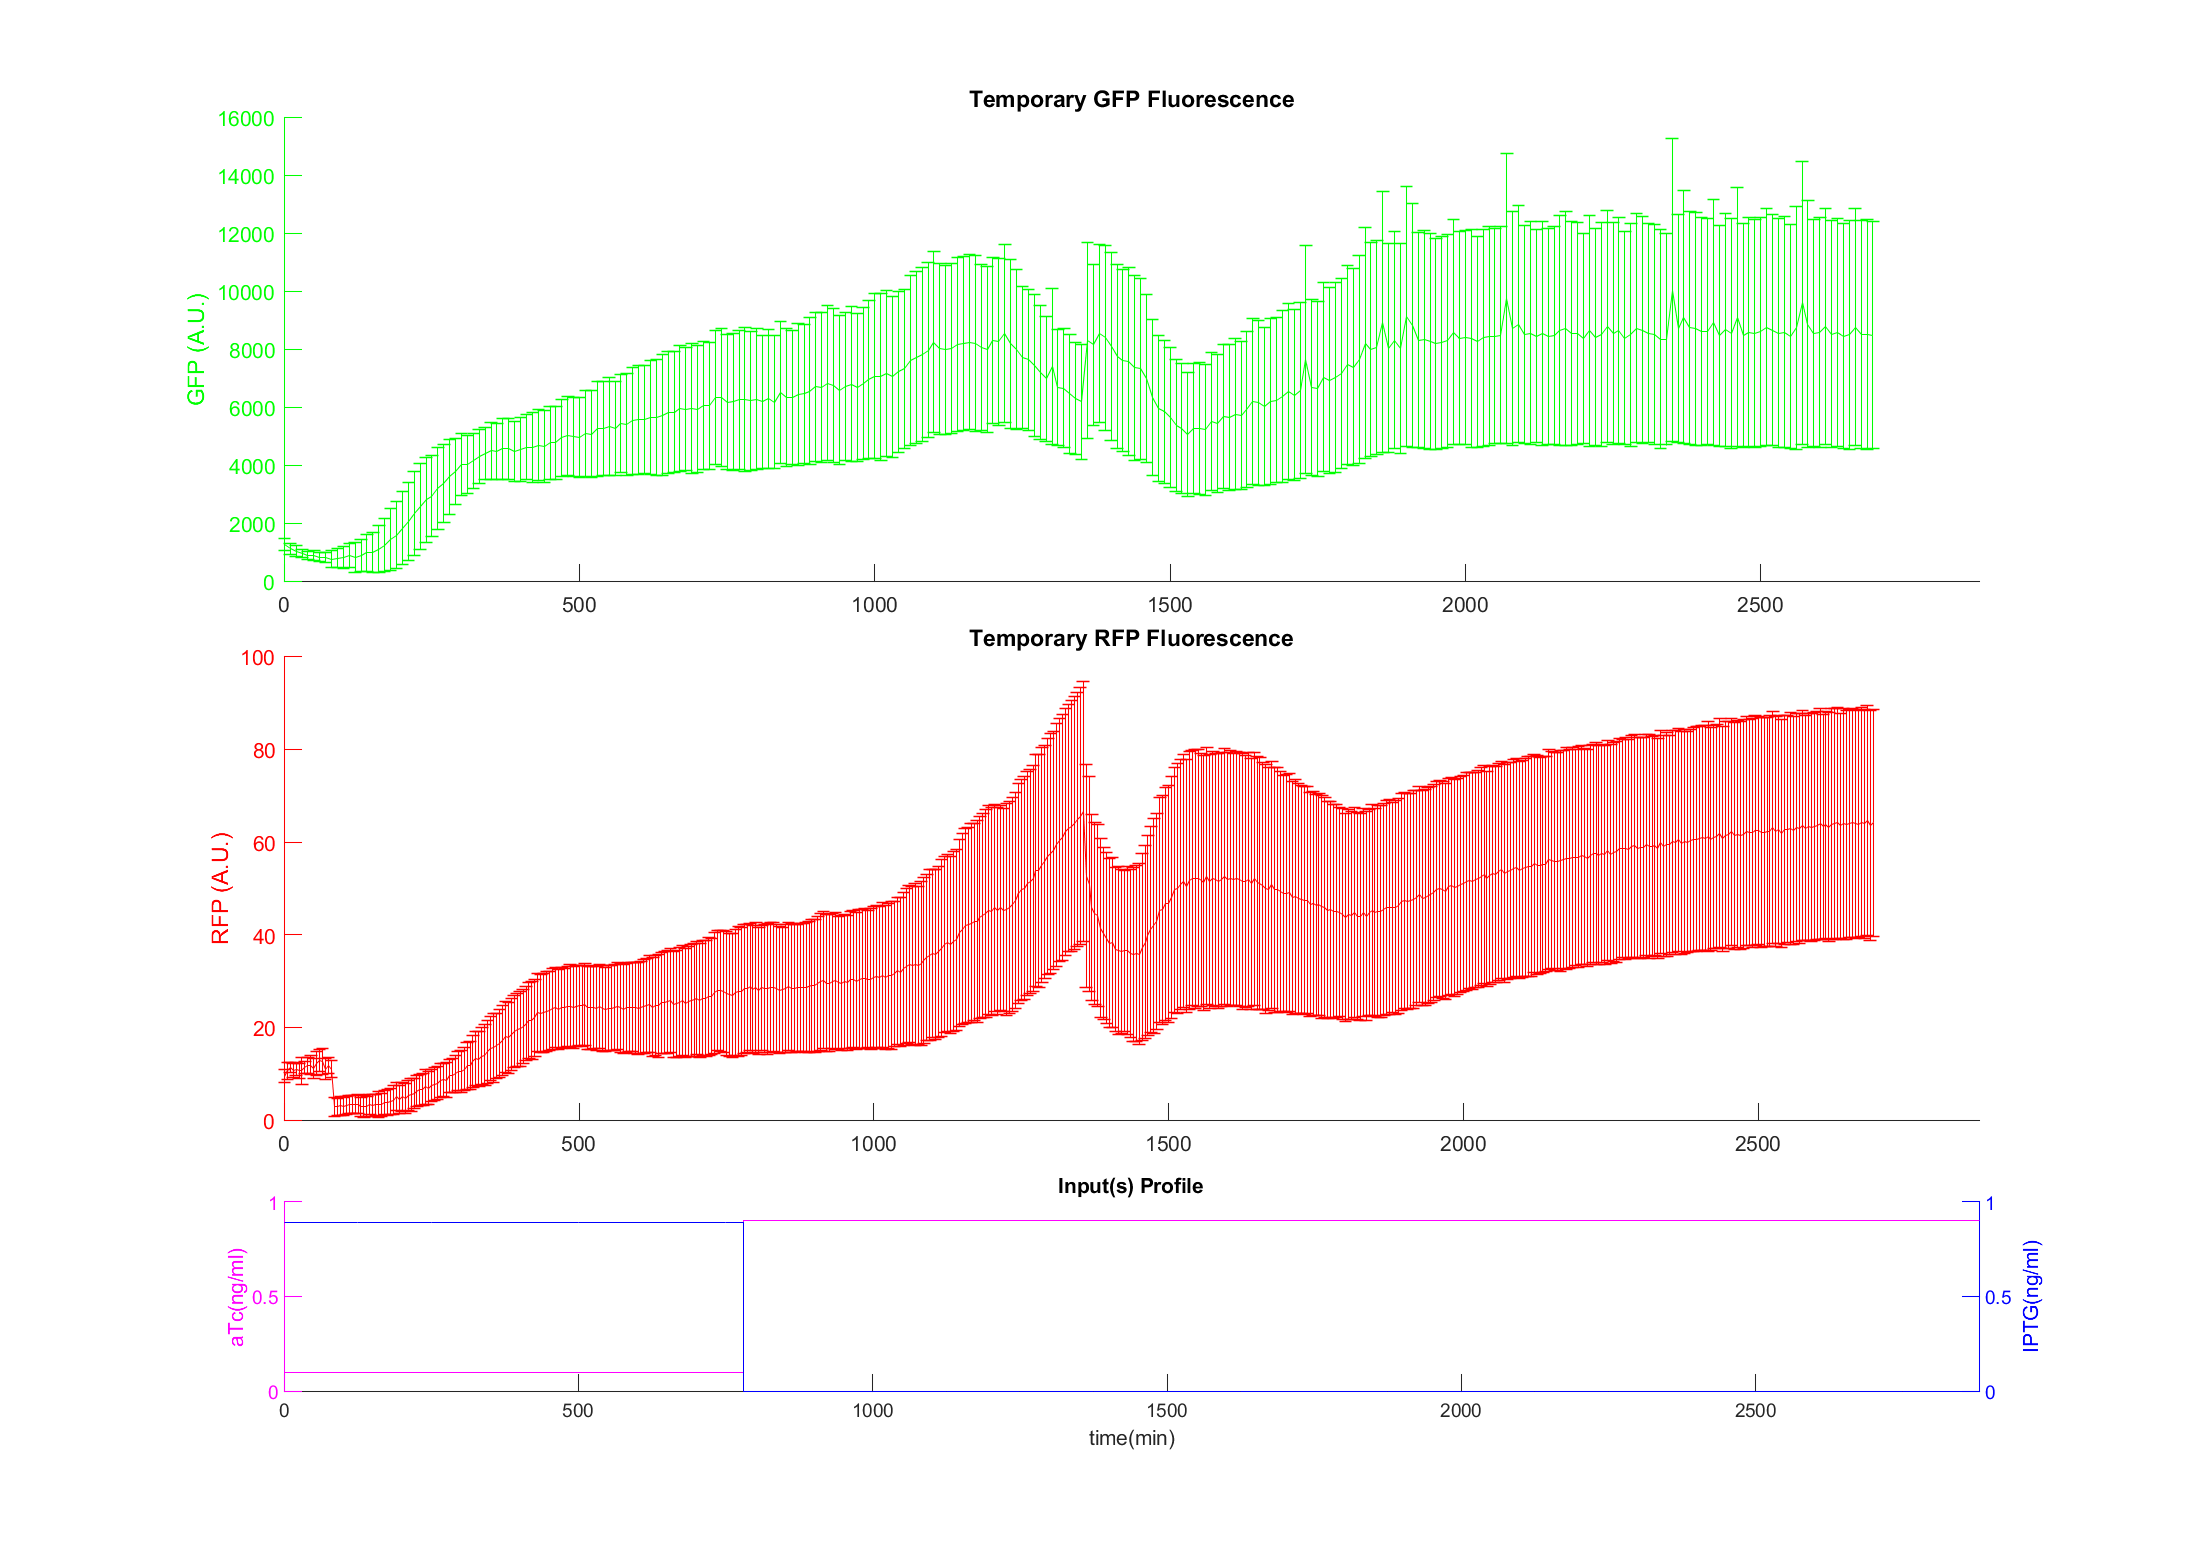 Temporary GFP Fluorescence
16000
14000
12000
10000
8000
6000
4000
2000
0
GFP (A.U.)
0 500 1000 1500 2000 2500
Temporary RFP Fluorescence
100
80
60
40
20
0
RFP (A.U.)
0 500 1000 1500 2000 2500
Input(s) Profile
1
0.5
0
aTc(ng/ml)
1
0.5
0
IPTG(ng/ml)
0 500 1000 1500 2000 2500
time(min)